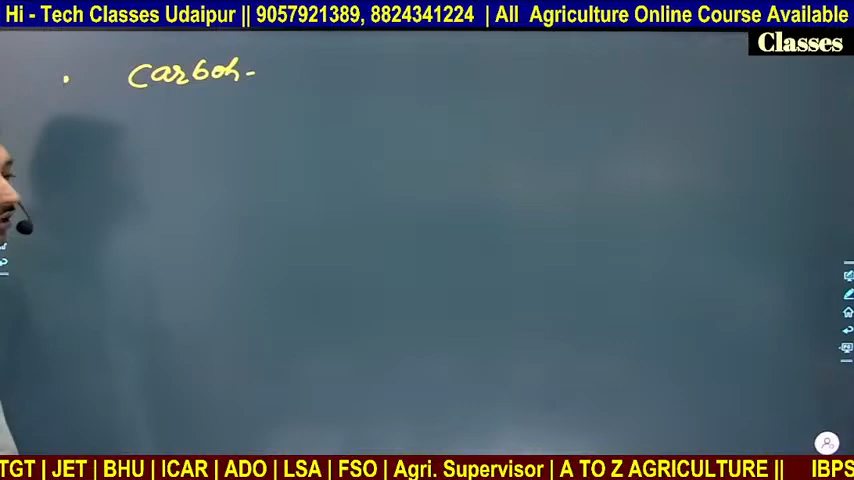 Hi - Tech Classes Udaipur || 9057921389, 8824341224 | All Agriculture Online Course Available
Classes
• Carboh-
TGT | JET | BHU | ICAR | ADO | LSA | FSO | Agri. Supervisor | A TO Z AGRICULTURE || IBPS